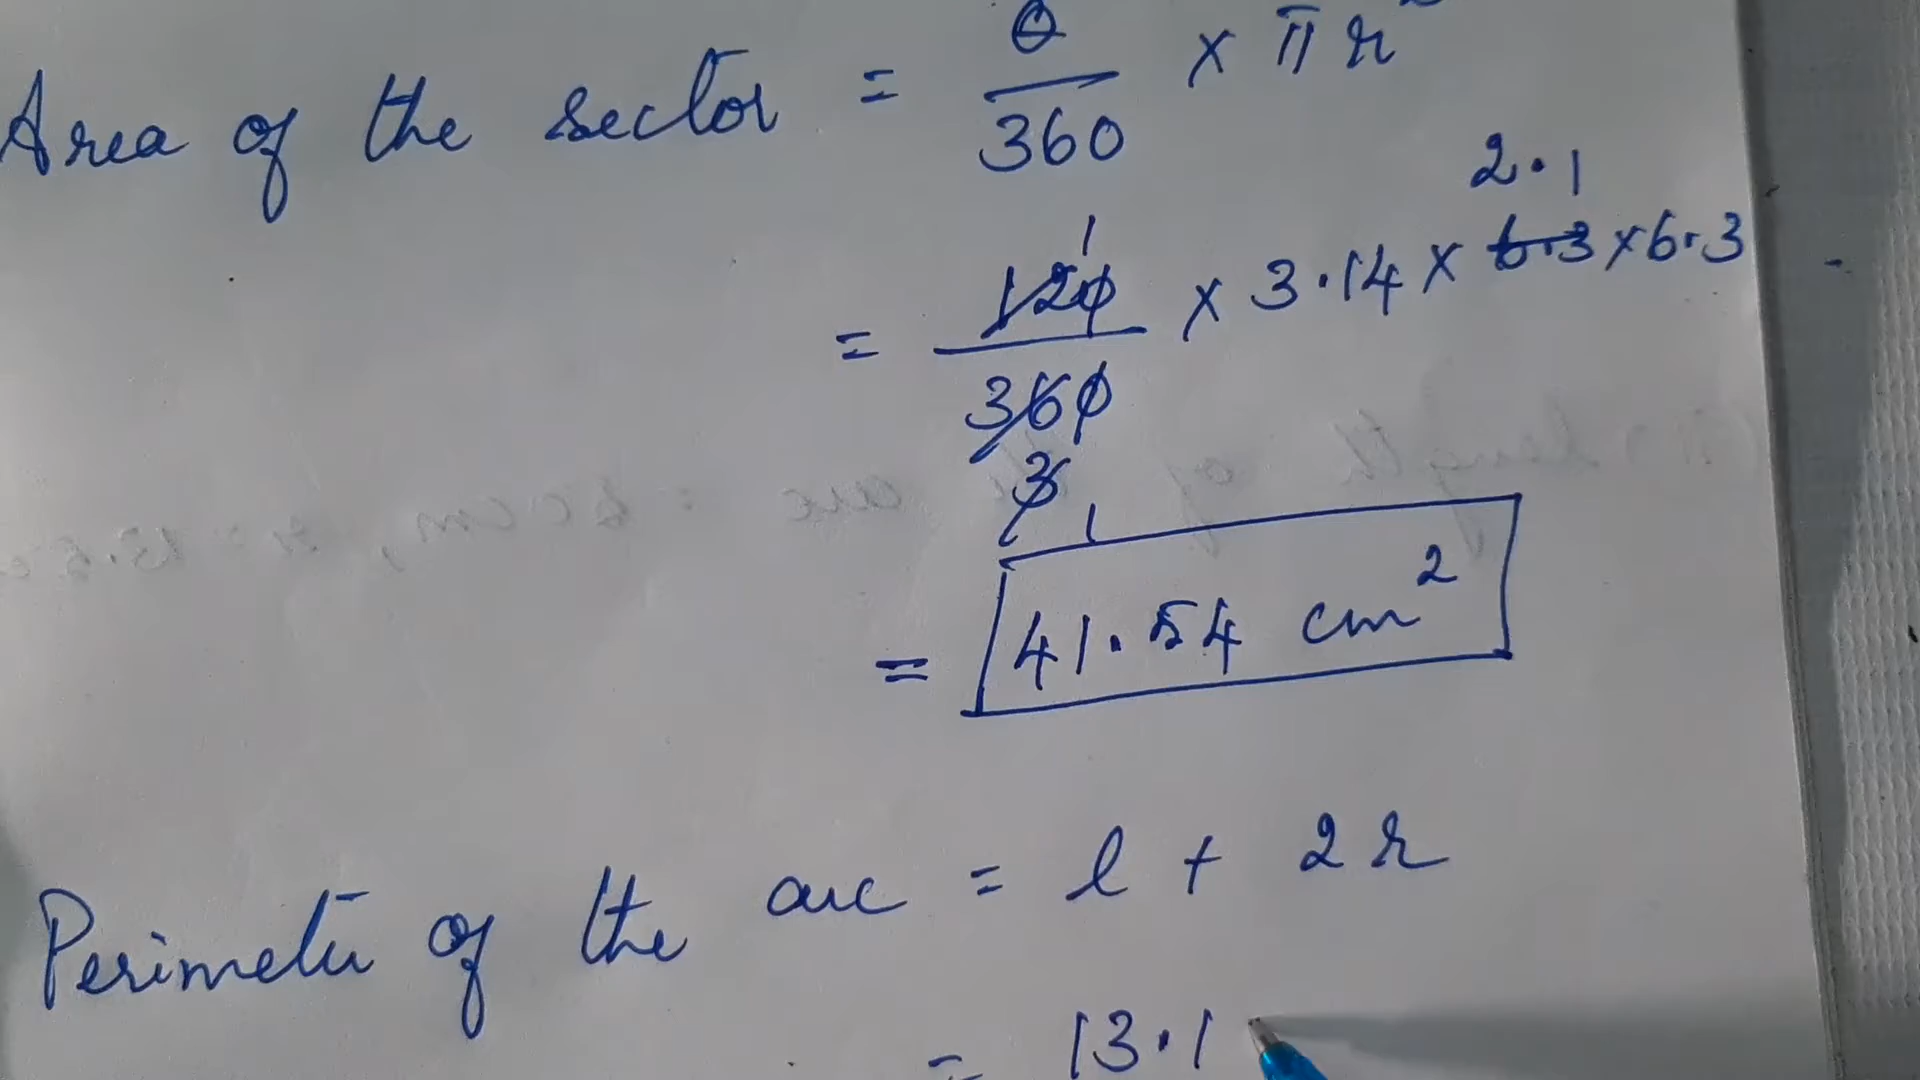 Area of the sector = θ/360 × πr²
2.1
1
= 120/360 × 3.14 × 6.3 × 6.3
3
1
= 41.54 cm²
Perimeter of the arc = l + 2r
= 13.1